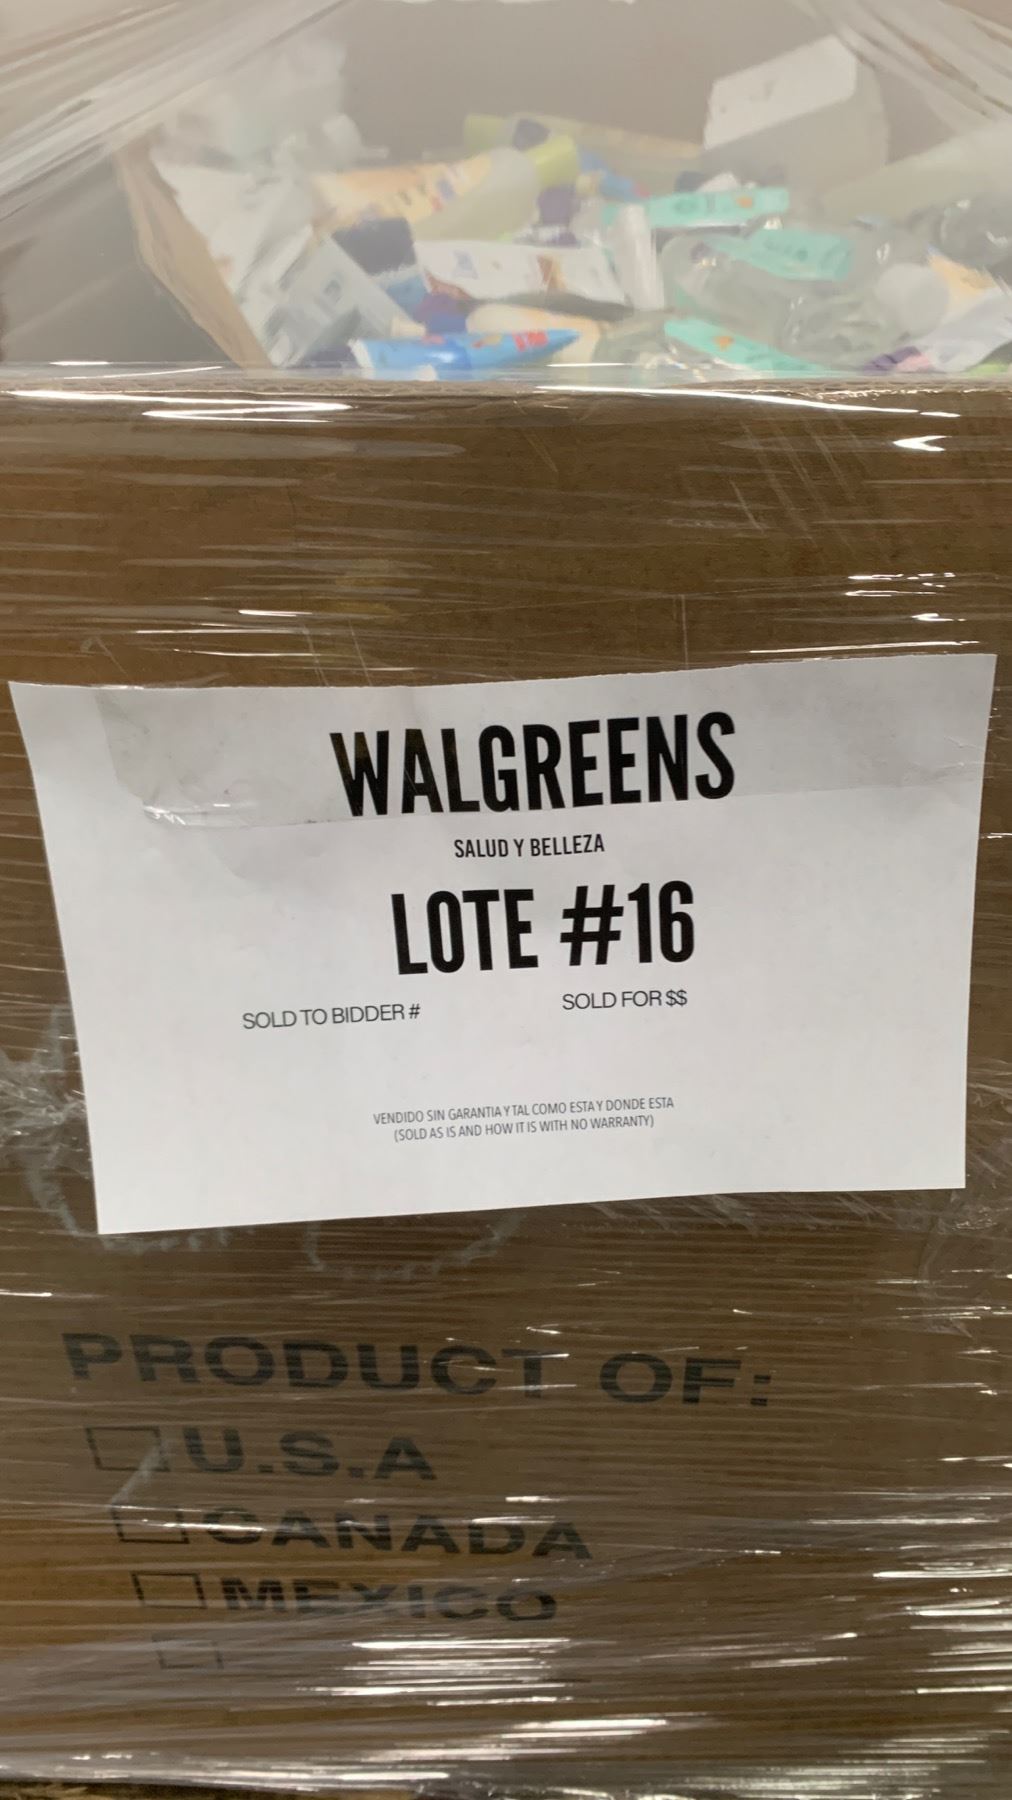 WALGREENS
SALUD Y BELLEZA
LOTE #16
SOLD TO BIDDER # SOLD FOR $$
VENDIDO SIN GARANTIA Y TAL COMO ESTA Y DONDE ESTA
(SOLD AS IS AND HOW IT IS WITH NO WARRANTY)
PRODUCT OF:
U.S.A
CANADA
MEXICO